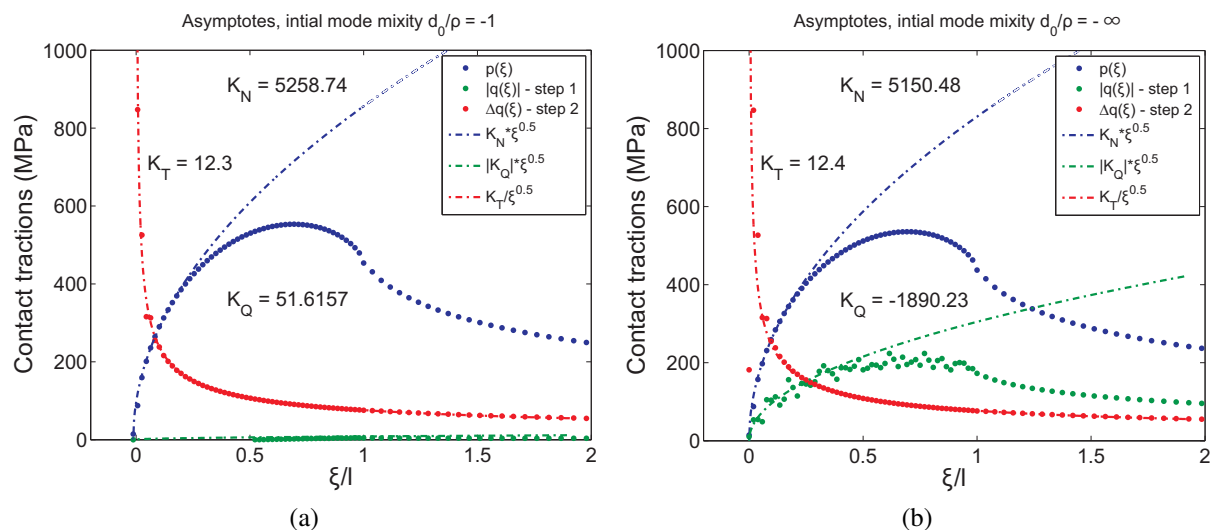 Asymptotes, intial mode mixity d₀/ρ = -1
1000
800
600
400
200
0
Contact tractions (MPa)
0
0.5
1
1.5
2
ξ/l
K_N = 5258.74
K_T = 12.3
K_Q = 51.6157
p(ξ)
|q(ξ)| - step 1
Δq(ξ) - step 2
K_N*ξ^0.5
|K_Q|*ξ^0.5
K_T/ξ^0.5
(a)
Asymptotes, intial mode mixity d₀/ρ = - ∞
1000
800
600
400
200
0
Contact tractions (MPa)
0
0.5
1
1.5
2
ξ/l
K_N = 5150.48
K_T = 12.4
K_Q = -1890.23
p(ξ)
|q(ξ)| - step 1
Δq(ξ) - step 2
K_N*ξ^0.5
|K_Q|*ξ^0.5
K_T/ξ^0.5
(b)